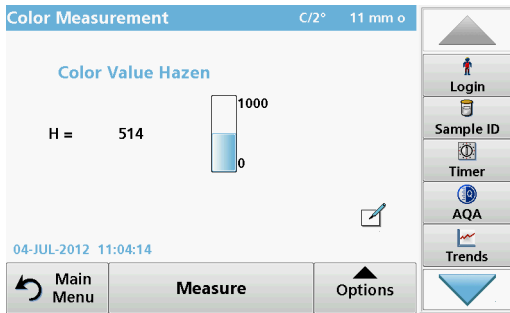 Color Measurement C/2° 11 mm o
Color Value Hazen
1000
H = 514
0
04-JUL-2012 11:04:14
Main Menu
Measure
Options
Login
Sample ID
Timer
AQA
Trends